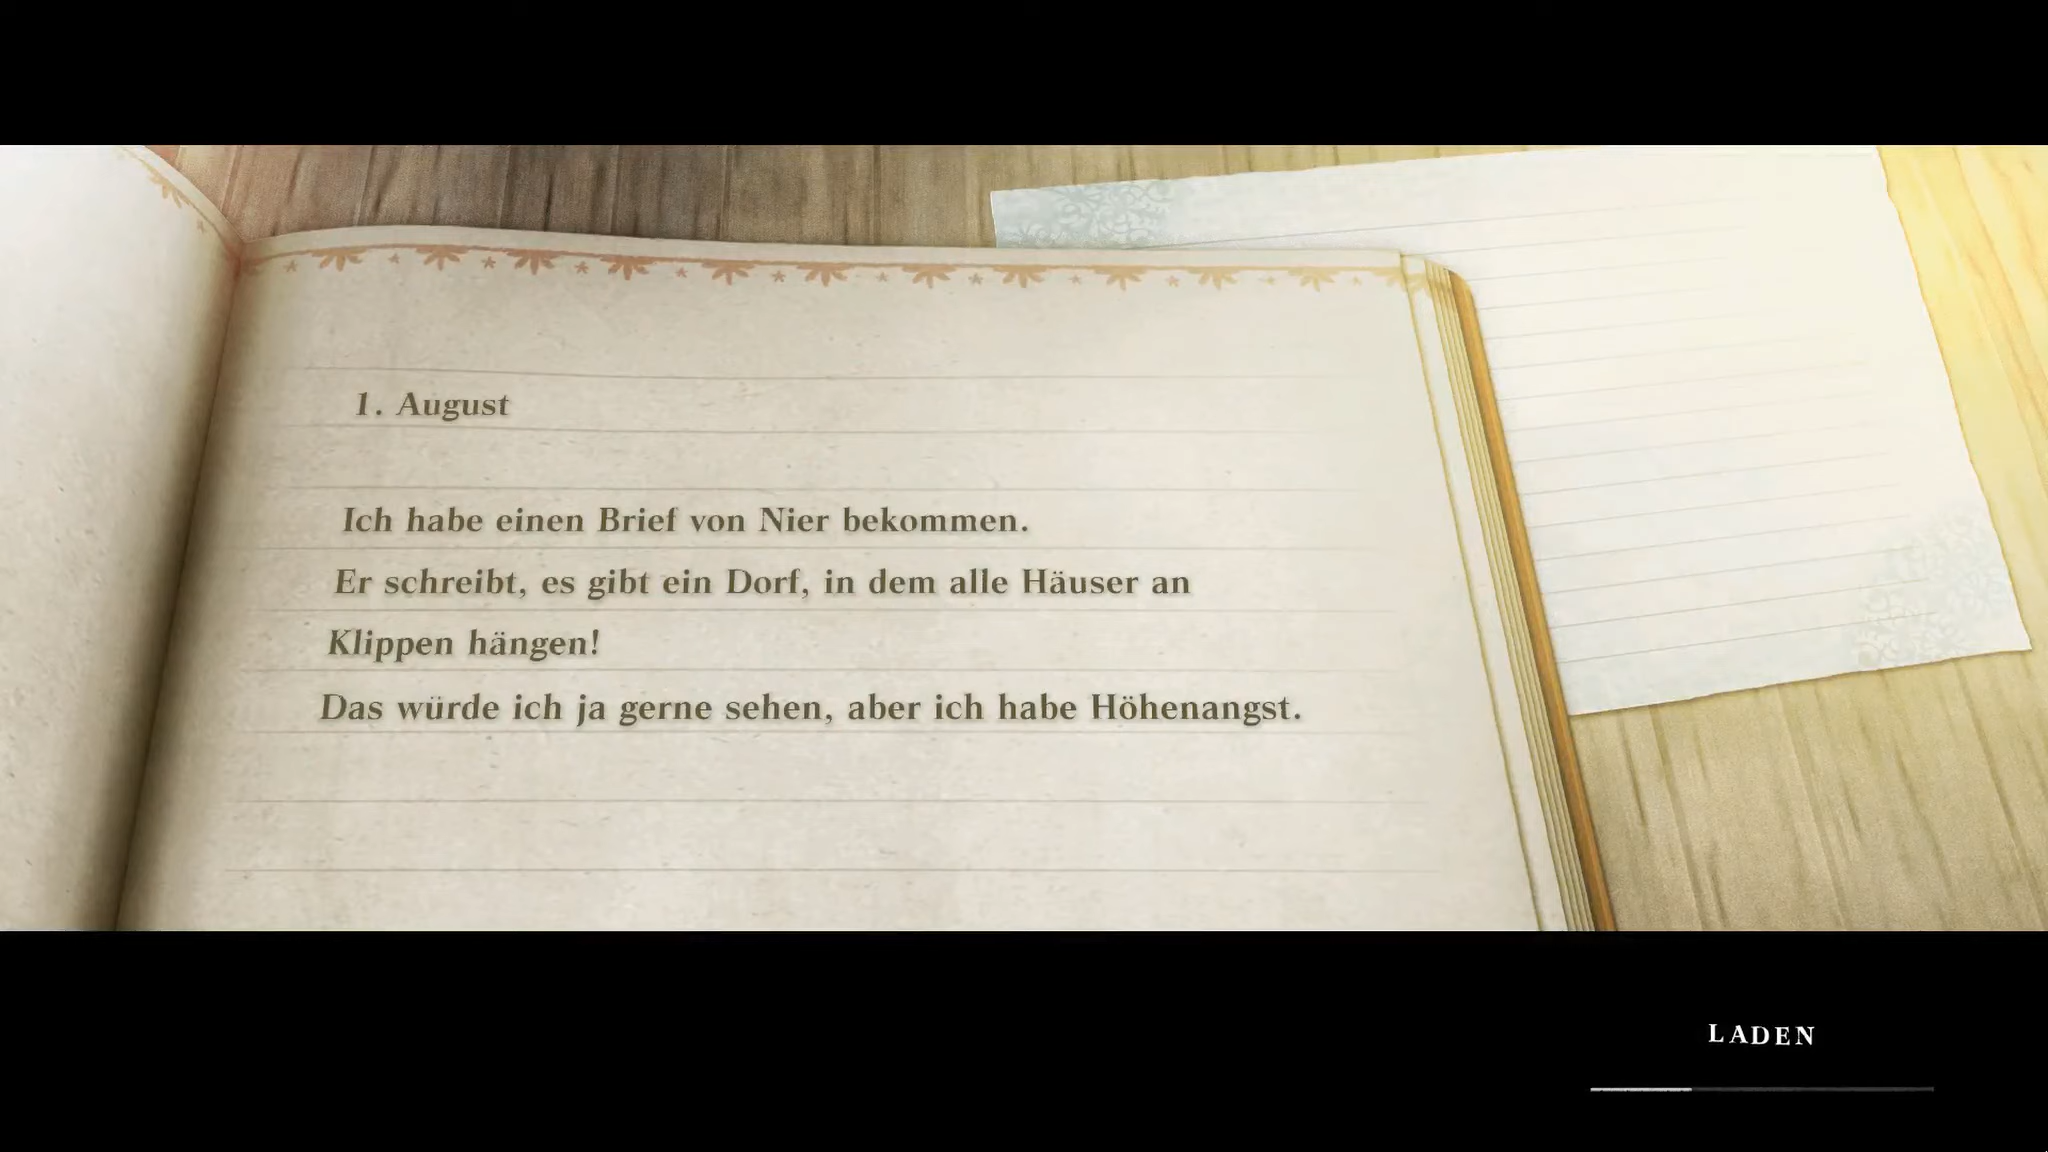 1. August
Ich habe einen Brief von Nier bekommen.
Er schreibt, es gibt ein Dorf, in dem alle Häuser an
Klippen hängen!
Das würde ich ja gerne sehen, aber ich habe Höhenangst.
LADEN